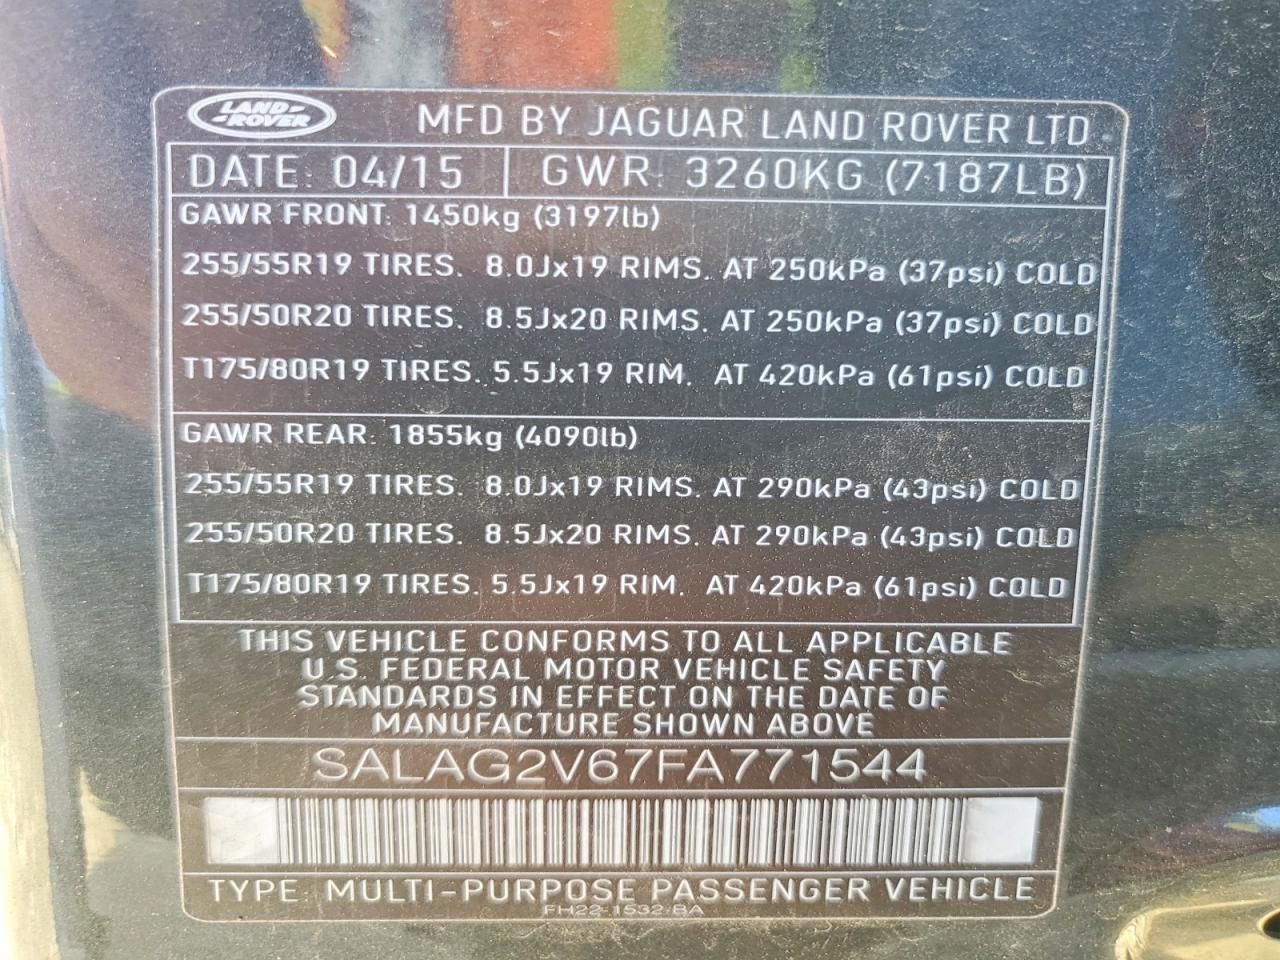 LAND
ROVER
MFD BY JAGUAR LAND ROVER LTD
DATE: 04/15 GWR: 3260KG (7187LB)
GAWR FRONT: 1450kg (3197lb)
255/55R19 TIRES. 8.0Jx19 RIMS. AT 250kPa (37psi) COLD
255/50R20 TIRES. 8.5Jx20 RIMS. AT 250kPa (37psi) COLD
T175/80R19 TIRES. 5.5Jx19 RIM. AT 420kPa (61psi) COLD
GAWR REAR: 1855kg (4090lb)
255/55R19 TIRES. 8.0Jx19 RIMS. AT 290kPa (43psi) COLD
255/50R20 TIRES. 8.5Jx20 RIMS. AT 290kPa (43psi) COLD
T175/80R19 TIRES. 5.5Jx19 RIM. AT 420kPa (61psi) COLD
THIS VEHICLE CONFORMS TO ALL APPLICABLE
U.S. FEDERAL MOTOR VEHICLE SAFETY
STANDARDS IN EFFECT ON THE DATE OF
MANUFACTURE SHOWN ABOVE
SALAG2V67FA771544
TYPE: MULTI-PURPOSE PASSENGER VEHICLE
FH22-1532-BA